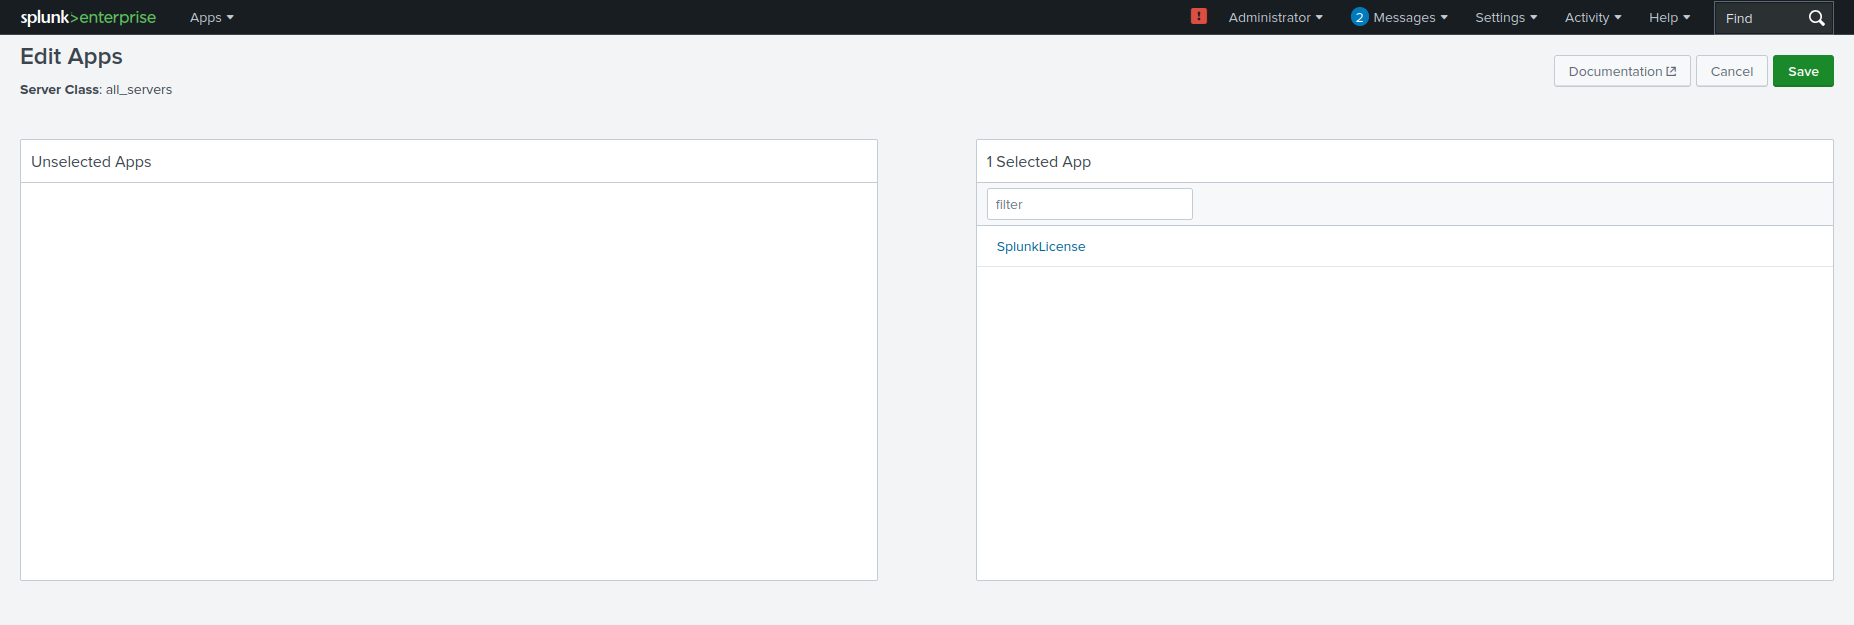 splunk>enterprise Apps Administrator 2 Messages Settings Activity Help Find
Edit Apps
Documentation Cancel Save
Server Class: all_servers
Unselected Apps
1 Selected App
filter
SplunkLicense